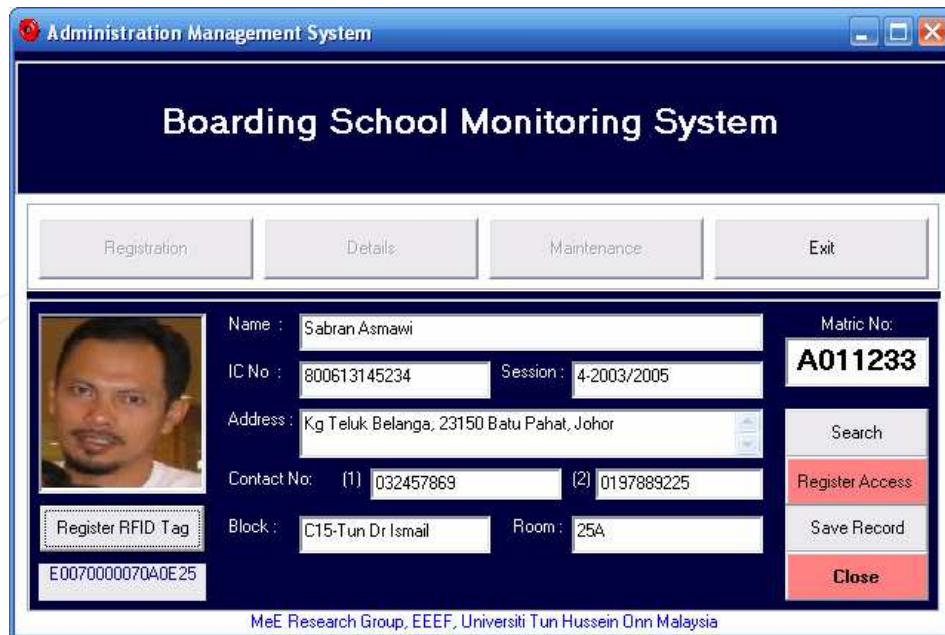 Administration Management System
Boarding School Monitoring System
Registration Details Maintenance Exit
Name : Sabran Asmawi
Matric No:
A011233
IC No : 800613145234 Session : 4-2003/2005
Address : Kg Teluk Belanga, 23150 Batu Pahat, Johor
Search
Contact No: (1) 032457869 (2) 0197889225
Register Access
Register RFID Tag
Block : C15-Tun Dr Ismail Room : 25A
Save Record
E0070000070A0E25
Close
MeE Research Group, EEEF, Universiti Tun Hussein Onn Malaysia